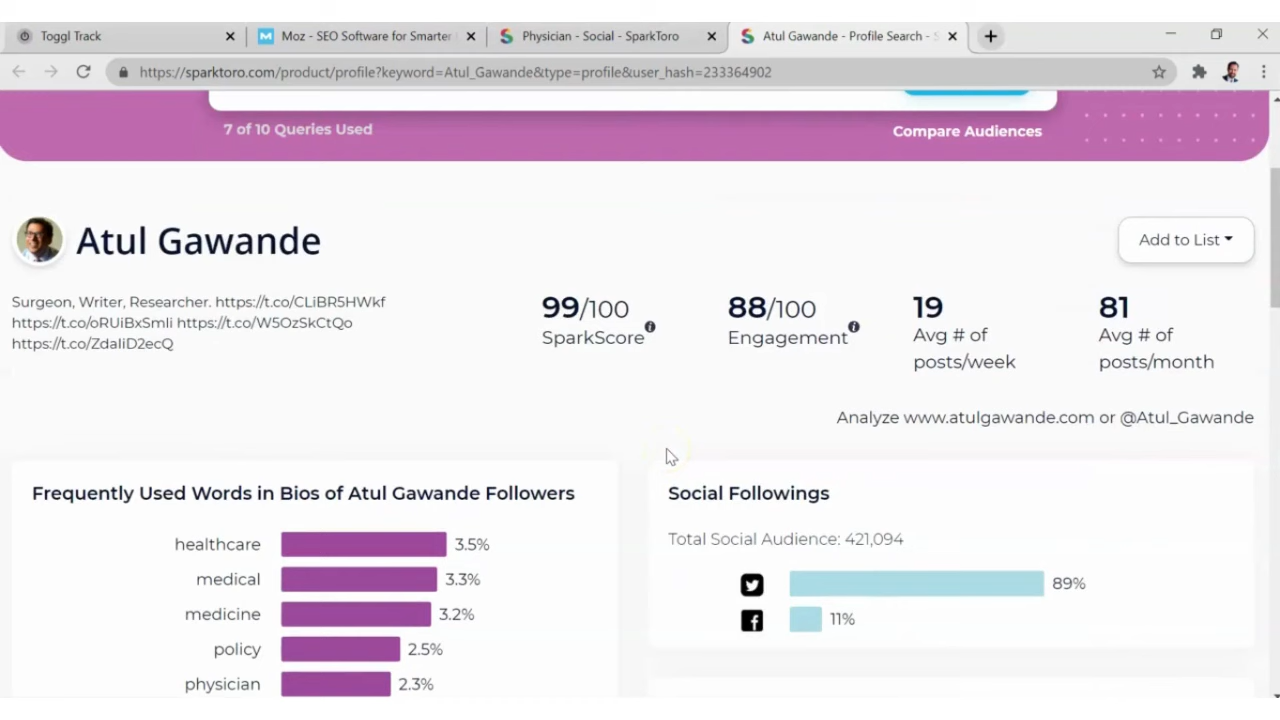 Toggl Track
Moz - SEO Software for Smarter
Physician - Social - SparkToro
Atul Gawande - Profile Search - S
https://sparktoro.com/product/profile?keyword=Atul_Gawande&type=profile&user_hash=233364902
7 of 10 Queries Used
Compare Audiences
Atul Gawande
Add to List
Surgeon, Writer, Researcher. https://t.co/CLiBR5HWkf
https://t.co/oRUiBxSmli https://t.co/W5OzSkCtQo
https://t.co/ZdaliD2ecQ
99/100
SparkScore
88/100
Engagement
19
Avg # of
posts/week
81
Avg # of
posts/month
Analyze www.atulgawande.com or @Atul_Gawande
Frequently Used Words in Bios of Atul Gawande Followers
healthcare 3.5%
medical 3.3%
medicine 3.2%
policy 2.5%
physician 2.3%
Social Followings
Total Social Audience: 421,094
89%
11%